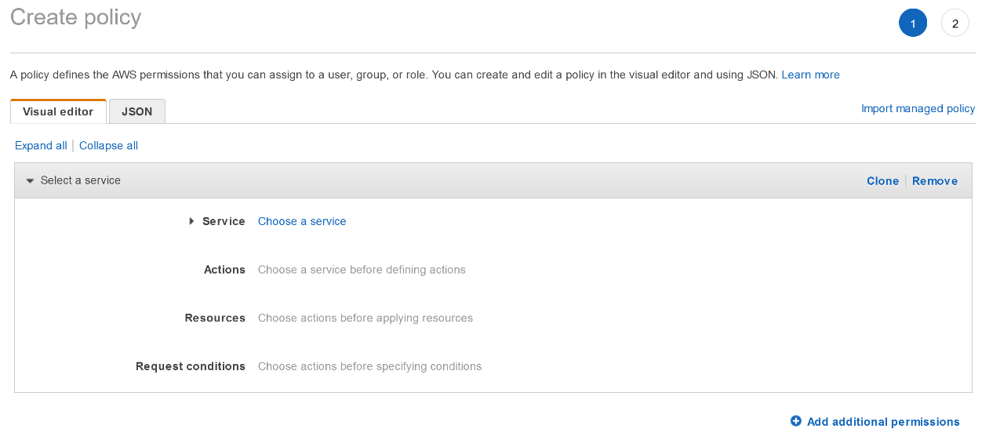 Create policy
1 2
A policy defines the AWS permissions that you can assign to a user, group, or role. You can create and edit a policy in the visual editor and using JSON. Learn more
Visual editor JSON Import managed policy
Expand all Collapse all
Select a service Clone Remove
Service Choose a service
Actions Choose a service before defining actions
Resources Choose actions before applying resources
Request conditions Choose actions before specifying conditions
Add additional permissions